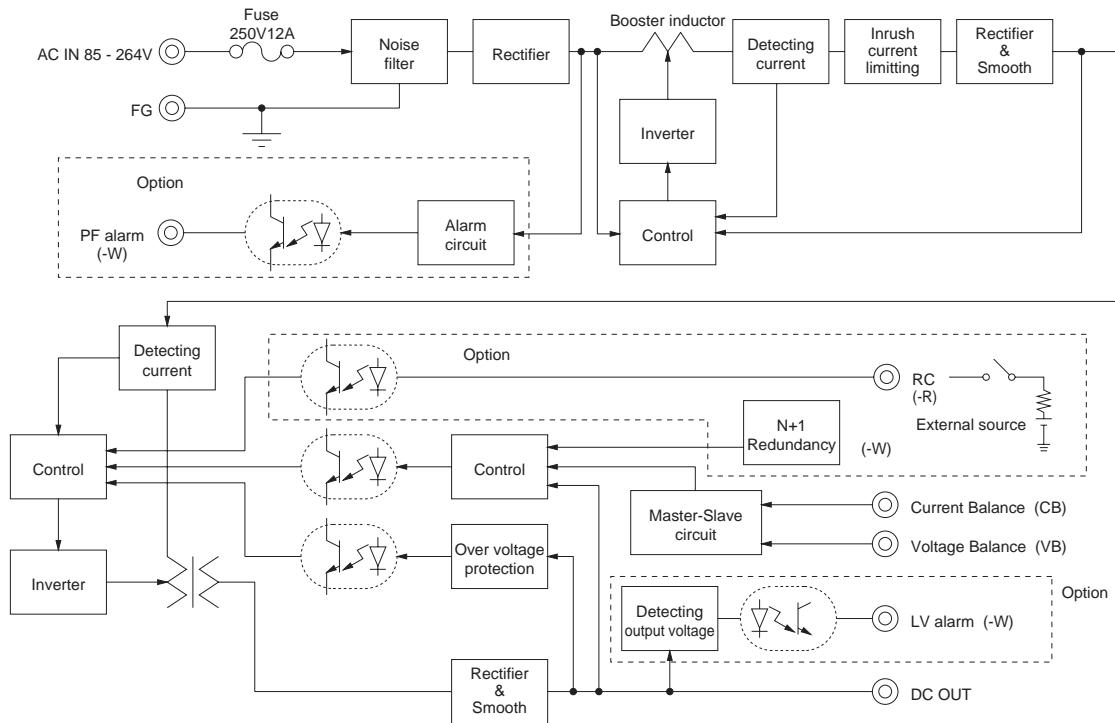 Fuse
250V12A
AC IN 85 - 264V
Noise
filter
Rectifier
Booster inductor
Detecting
current
Inrush
current
limitting
Rectifier
&
Smooth
FG
Inverter
Option
PF alarm
(-W)
Alarm
circuit
Control
Detecting
current
Option
RC
(-R)
External source
N+1
Redundancy
(-W)
Control
Control
Master-Slave
circuit
Current Balance (CB)
Voltage Balance (VB)
Inverter
Over voltage
protection
Option
Detecting
output voltage
LV alarm (-W)
Rectifier
&
Smooth
DC OUT